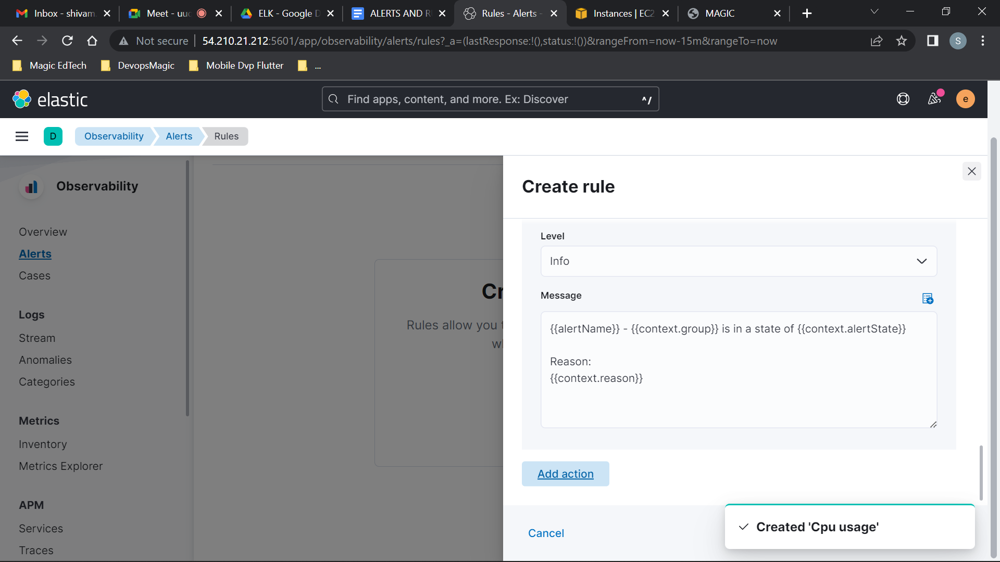 Inbox - shivam
Meet - uuc
ELK - Google D
ALERTS AND R
Rules - Alerts -
Instances | EC2
MAGIC
Not secure
54.210.21.212:5601/app/observability/alerts/rules?_a=(lastResponse:!(),status:!())&rangeFrom=now-15m&rangeTo=now
S
Magic EdTech
DevopsMagic
Mobile Dvp Flutter
...
elastic
Find apps, content, and more. Ex: Discover
^/
e
D
Observability
Alerts
Rules
Observability
Overview
Alerts
Cases
Logs
Stream
Anomalies
Categories
Metrics
Inventory
Metrics Explorer
APM
Services
Traces
Cr
Rules allow you t
wh
Create rule
Level
Info
Message
{{alertName}} - {{context.group}} is in a state of {{context.alertState}}
Reason:
{{context.reason}}
Add action
Cancel
Created 'Cpu usage'